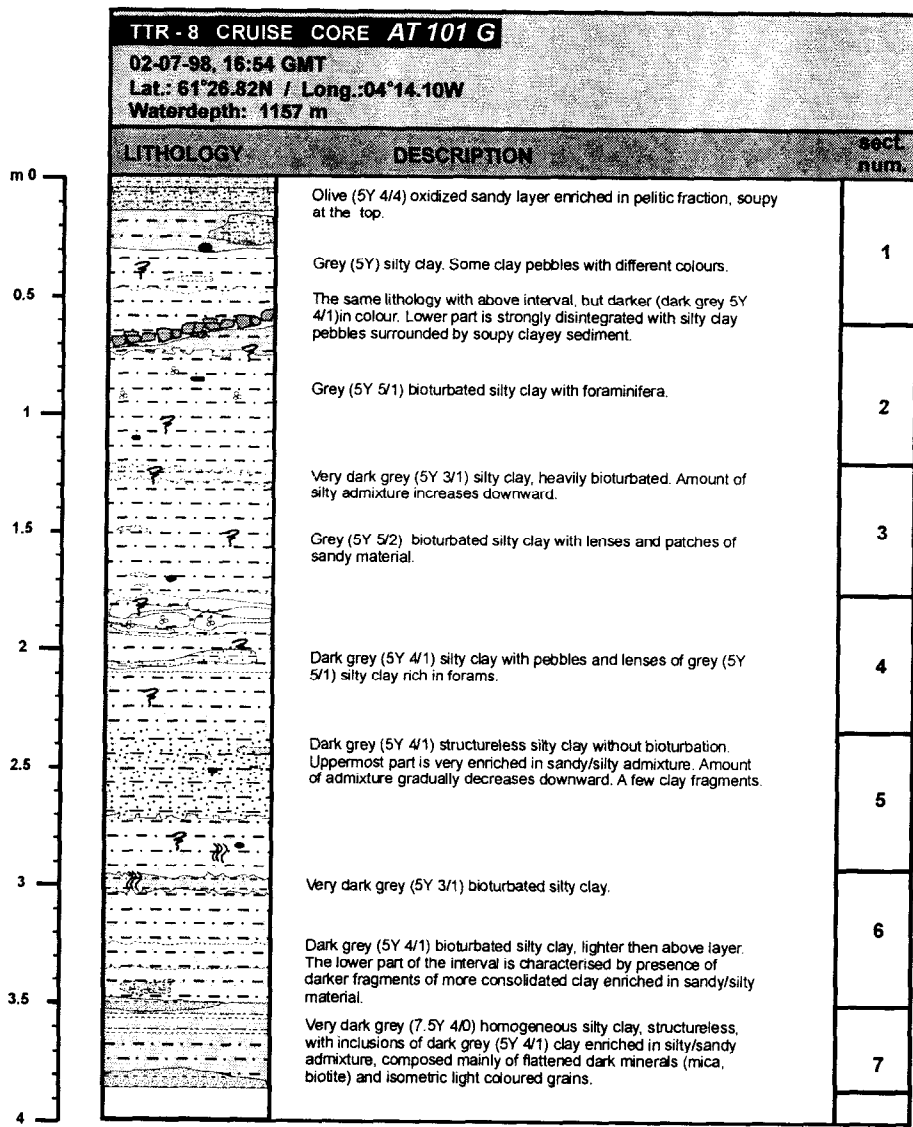 TTR - 8 CRUISE CORE AT 101 G
02-07-98, 16:54 GMT
Lat.: 61°26.82N / Long.:04°14.10W
Waterdepth: 1157 m
LITHOLOGY DESCRIPTION sect. num.
m 0
Olive (5Y 4/4) oxidized sandy layer enriched in pelitic fraction, soupy
at the top.
1
Grey (5Y) silty clay. Some clay pebbles with different colours.
0.5
The same lithology with above interval, but darker (dark grey 5Y
4/1)in colour. Lower part is strongly disintegrated with silty clay
pebbles surrounded by soupy clayey sediment.
Grey (5Y 5/1) bioturbated silty clay with foraminifera.
2
1
Very dark grey (5Y 3/1) silty clay, heavily bioturbated. Amount of
silty admixture increases downward.
1.5
3
Grey (5Y 5/2) bioturbated silty clay with lenses and patches of
sandy material.
2
Dark grey (5Y 4/1) silty clay with pebbles and lenses of grey (5Y
5/1) silty clay rich in forams.
4
Dark grey (5Y 4/1) structureless silty clay without bioturbation.
Uppermost part is very enriched in sandy/silty admixture. Amount
of admixture gradually decreases downward. A few clay fragments.
2.5
5
3
Very dark grey (5Y 3/1) bioturbated silty clay.
6
Dark grey (5Y 4/1) bioturbated silty clay, lighter then above layer.
The lower part of the interval is characterised by presence of
darker fragments of more consolidated clay enriched in sandy/silty
material.
3.5
Very dark grey (7.5Y 4/0) homogeneous silty clay, structureless,
with inclusions of dark grey (5Y 4/1) clay enriched in silty/sandy
admixture, composed mainly of flattened dark minerals (mica,
biotite) and isometric light coloured grains.
7
4